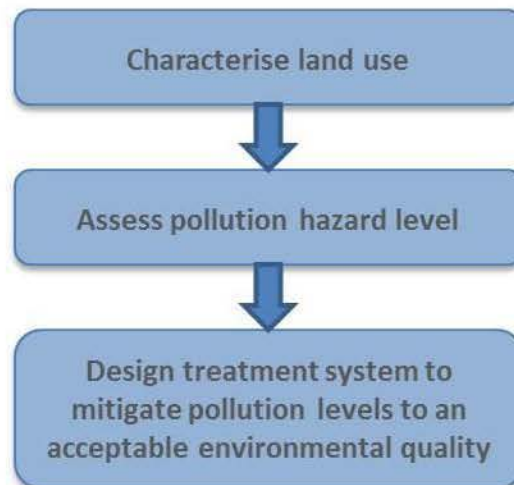 Characterise land use
Assess pollution hazard level
Design treatment system to
mitigate pollution levels to an
acceptable environmental quality